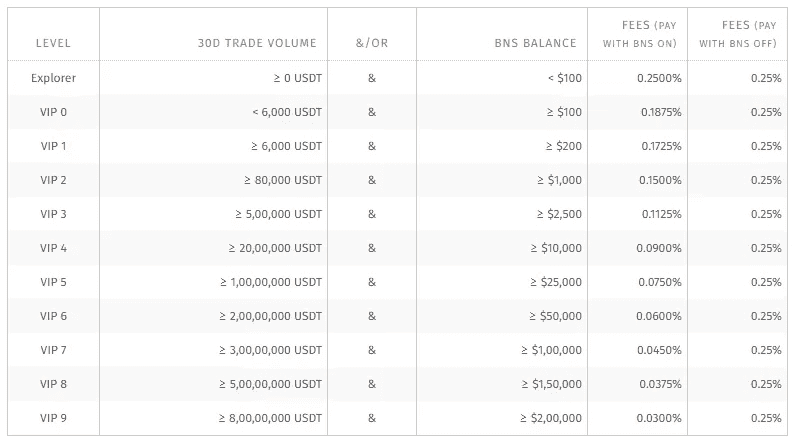 LEVEL 30D TRADE VOLUME &/OR BNS BALANCE FEES (PAY WITH BNS ON) FEES (PAY WITH BNS OFF)
Explorer ≥ 0 USDT & < $100 0.2500% 0.25%
VIP 0 < 6,000 USDT & ≥ $100 0.1875% 0.25%
VIP 1 ≥ 6,000 USDT & ≥ $200 0.1725% 0.25%
VIP 2 ≥ 80,000 USDT & ≥ $1,000 0.1500% 0.25%
VIP 3 ≥ 5,00,000 USDT & ≥ $2,500 0.1125% 0.25%
VIP 4 ≥ 20,00,000 USDT & ≥ $10,000 0.0900% 0.25%
VIP 5 ≥ 1,00,00,000 USDT & ≥ $25,000 0.0750% 0.25%
VIP 6 ≥ 2,00,00,000 USDT & ≥ $50,000 0.0600% 0.25%
VIP 7 ≥ 3,00,00,000 USDT & ≥ $1,00,000 0.0450% 0.25%
VIP 8 ≥ 5,00,00,000 USDT & ≥ $1,50,000 0.0375% 0.25%
VIP 9 ≥ 8,00,00,000 USDT & ≥ $2,00,000 0.0300% 0.25%